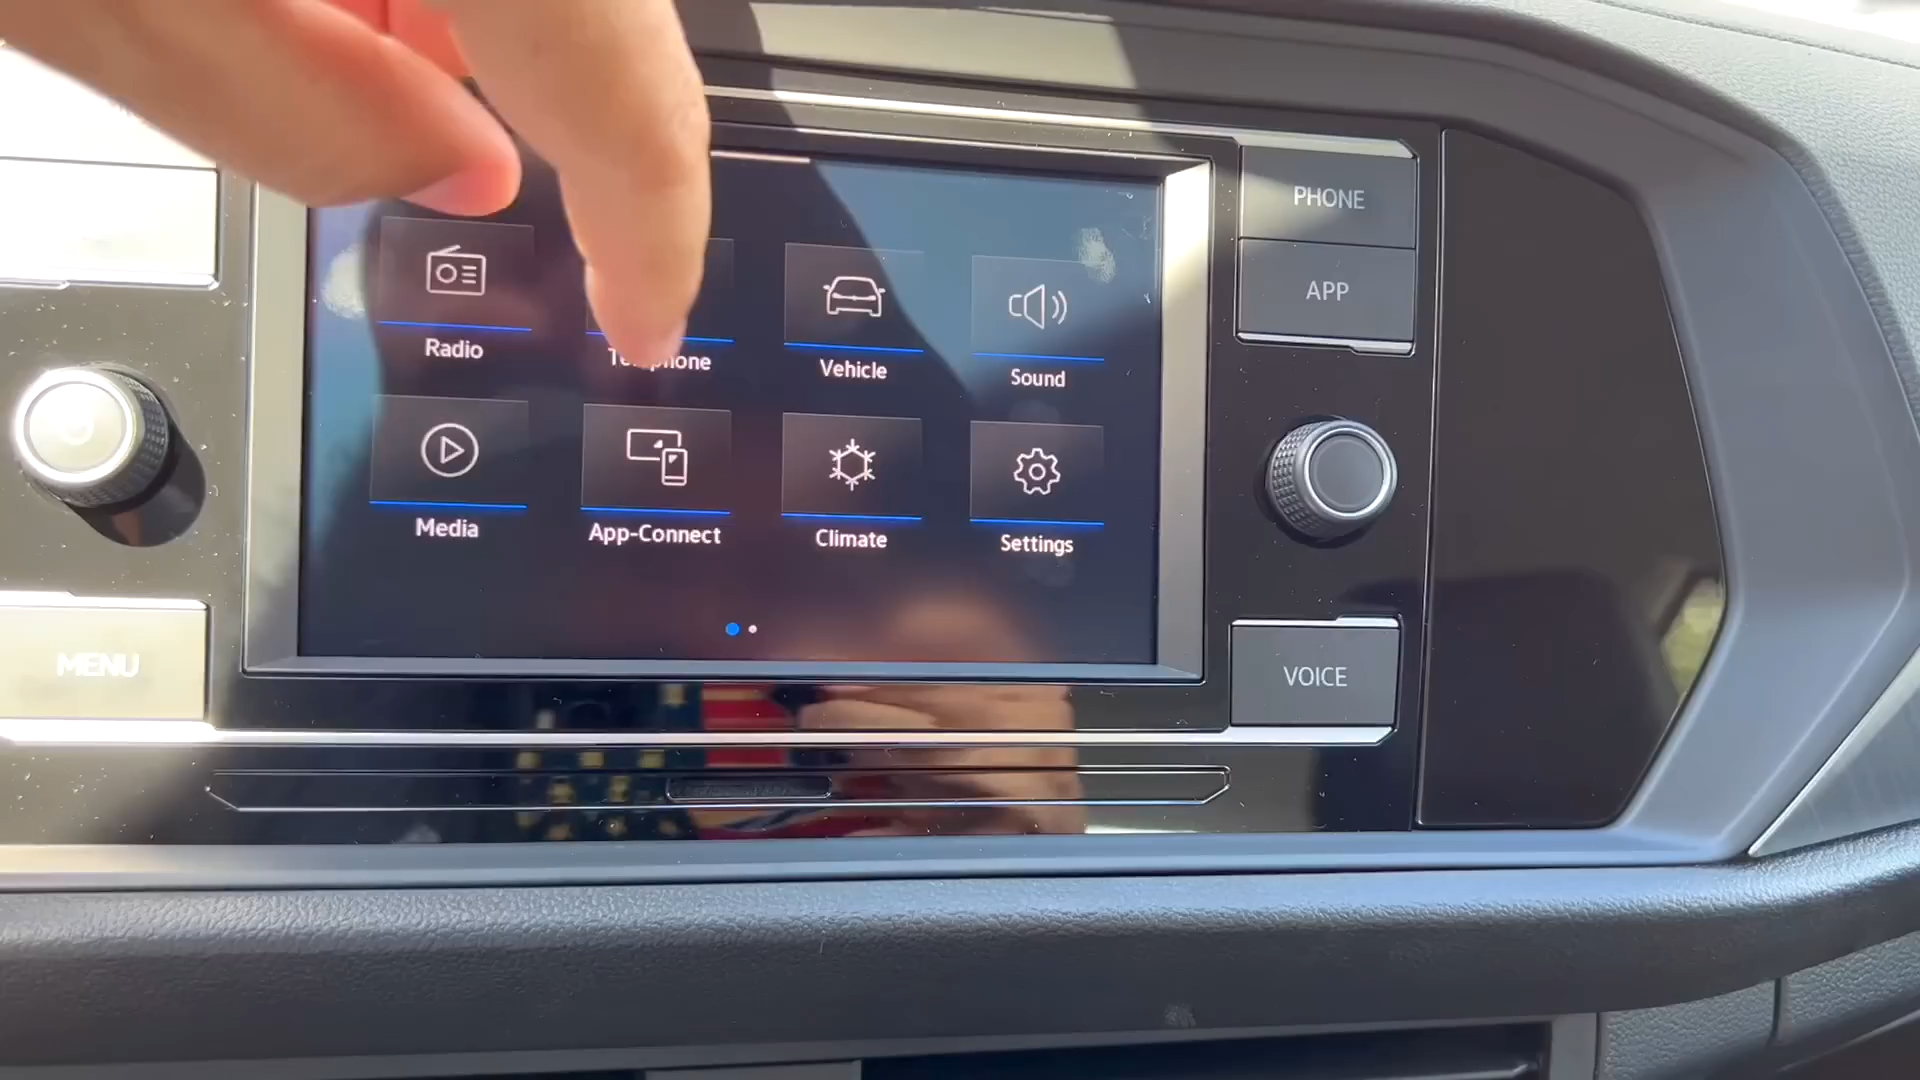 PHONE
APP
Radio
Vehicle
Sound
Media
App-Connect
Climate
Settings
MENU
VOICE